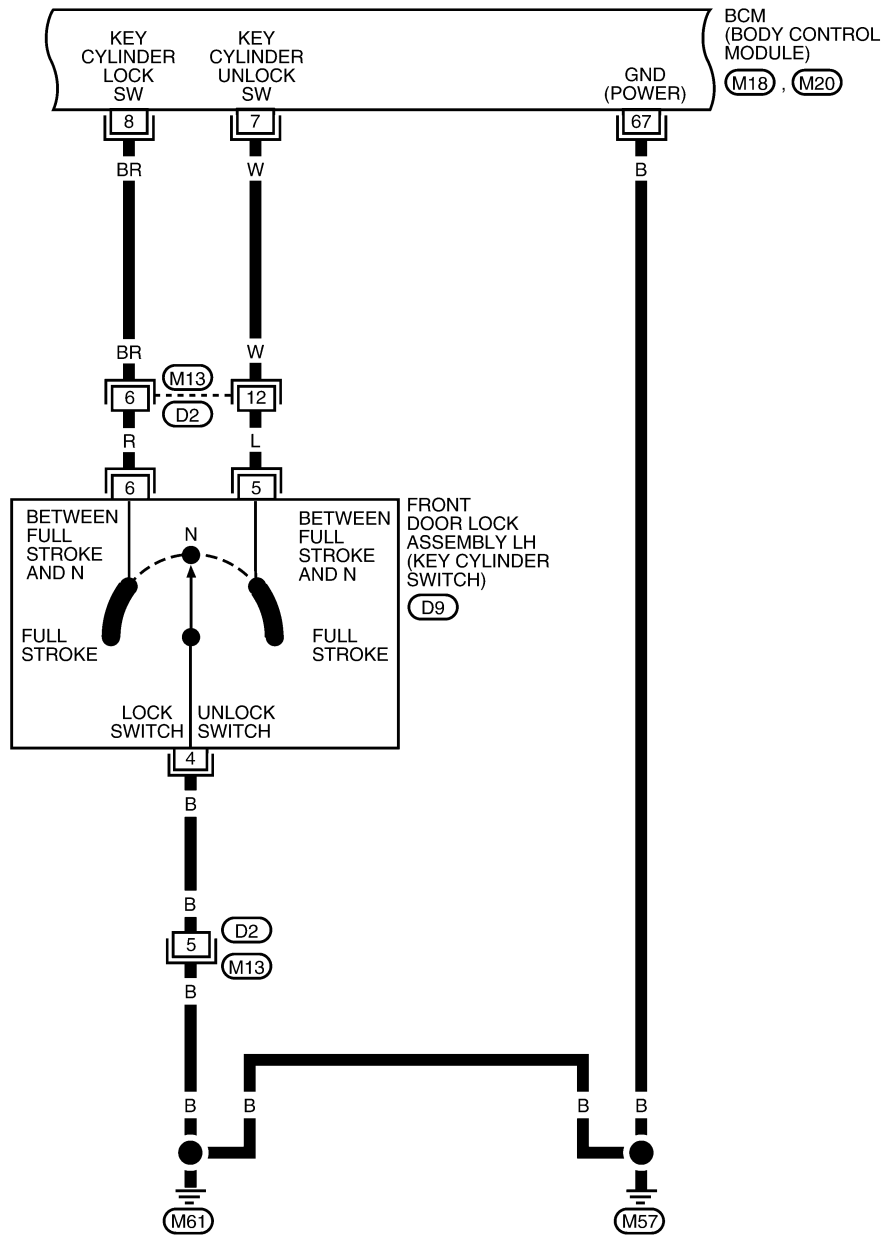 BCM
(BODY CONTROL
MODULE)
M18 , M20
KEY
CYLINDER
LOCK
SW
KEY
CYLINDER
UNLOCK
SW
GND
(POWER)
8
7
67
BR
W
B
BR
W
M13
6
12
D2
R
L
6
5
FRONT
DOOR LOCK
ASSEMBLY LH
(KEY CYLINDER
SWITCH)
D9
BETWEEN
FULL
STROKE
AND N
N
BETWEEN
FULL
STROKE
AND N
FULL
STROKE
FULL
STROKE
LOCK
SWITCH
UNLOCK
SWITCH
4
B
B
D2
5
M13
B
B
B
B
B
M61
M57